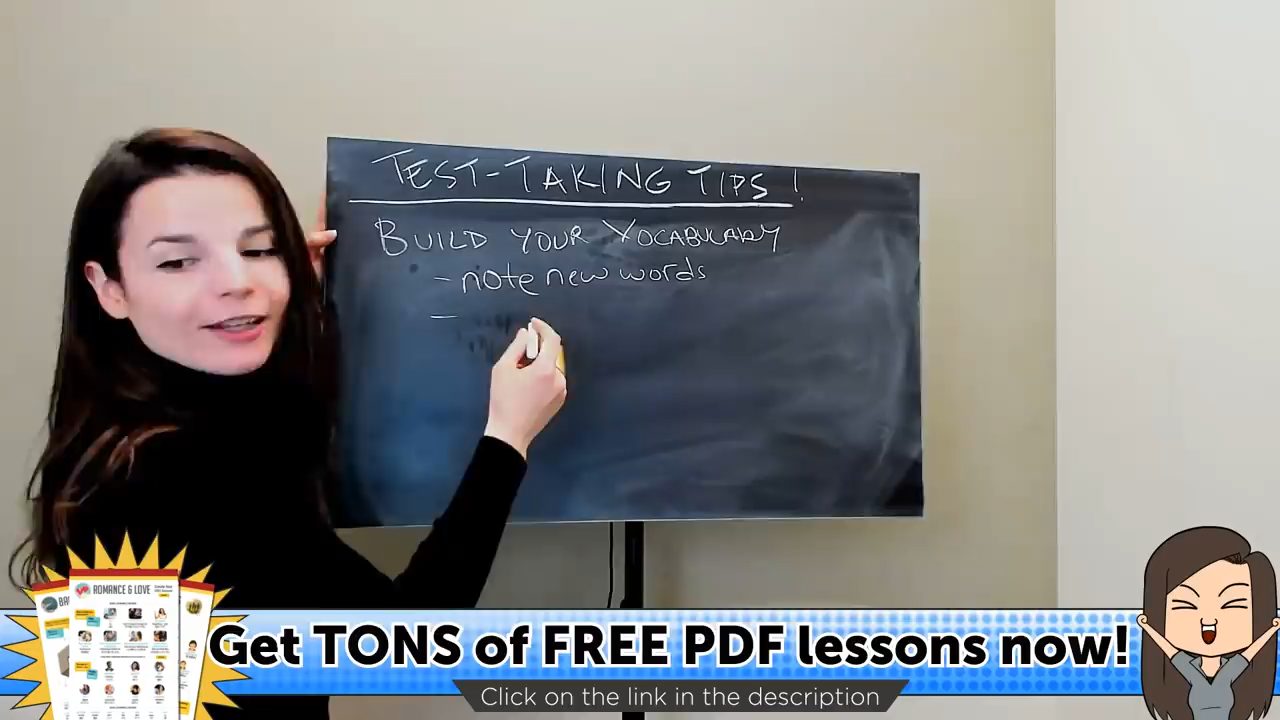 TEST-TAKING TIPS!
BUILD YOUR VOCABULARY
- note new words
-
ROMANCE & LOVE
Get TONS of FREE PDF lessons now!
Click on the link in the description